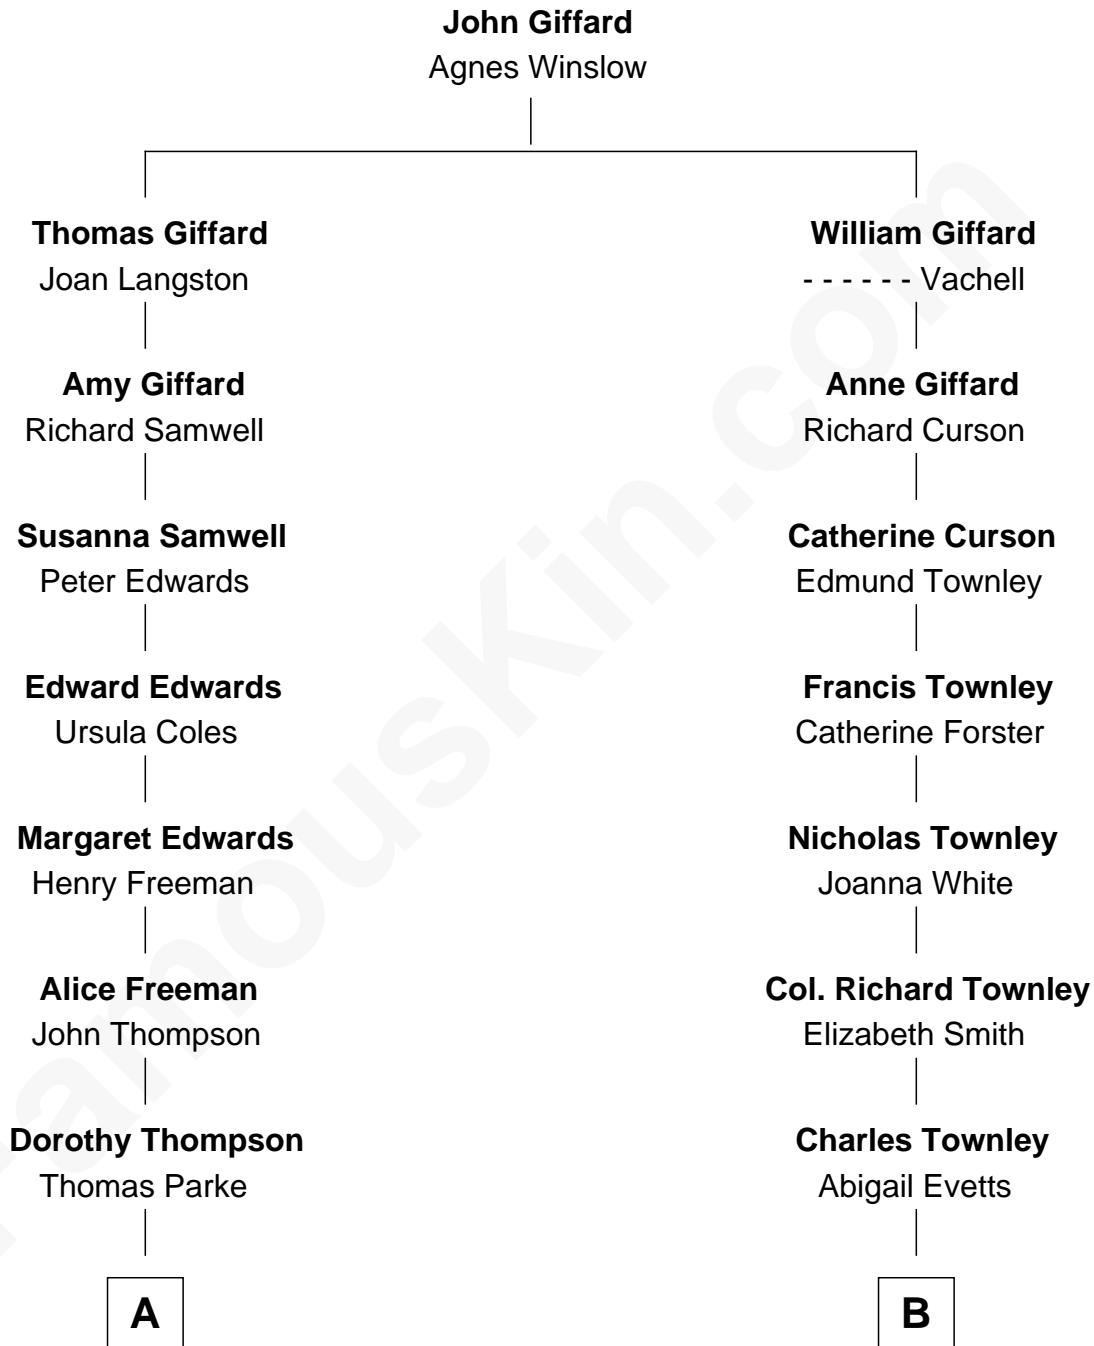 John Giffard
Agnes Winslow
Thomas Giffard
Joan Langston
Amy Giffard
Richard Samwell
Susanna Samwell
Peter Edwards
Edward Edwards
Ursula Coles
Margaret Edwards
Henry Freeman
Alice Freeman
John Thompson
Dorothy Thompson
Thomas Parke
A
William Giffard
- - - - - - Vachell
Anne Giffard
Richard Curson
Catherine Curson
Edmund Townley
Francis Townley
Catherine Forster
Nicholas Townley
Joanna White
Col. Richard Townley
Elizabeth Smith
Charles Townley
Abigail Evetts
B
FamousKin.com